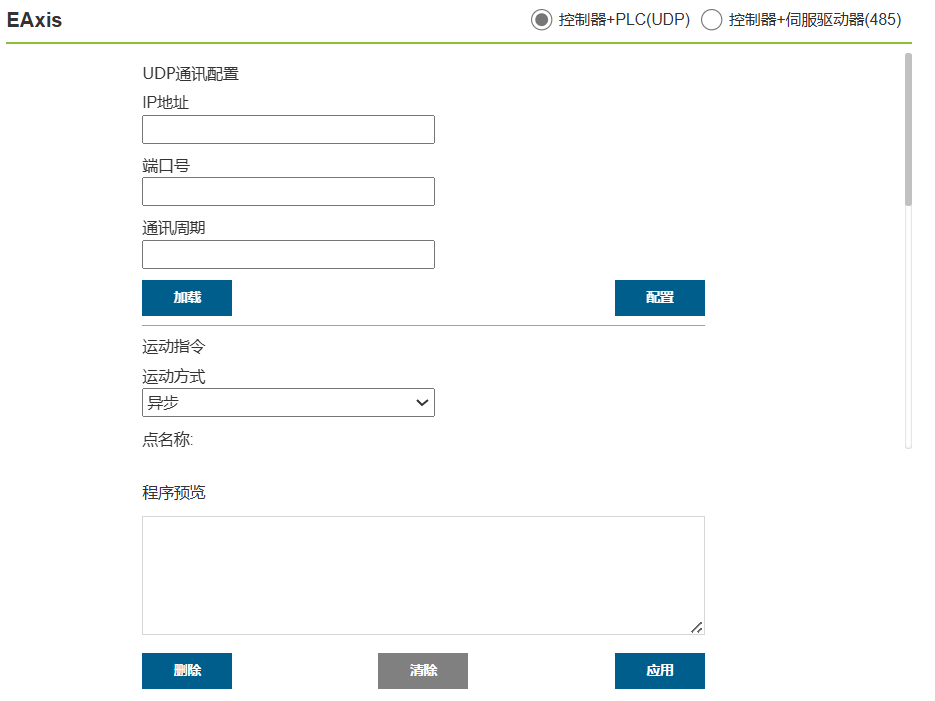 EAxis
控制器+PLC(UDP) 控制器+伺服驱动器(485)
UDP通讯配置
IP地址
端口号
通讯周期
加载 配置
运动指令
运动方式
异步
点名称:
程序预览
删除 清除 应用